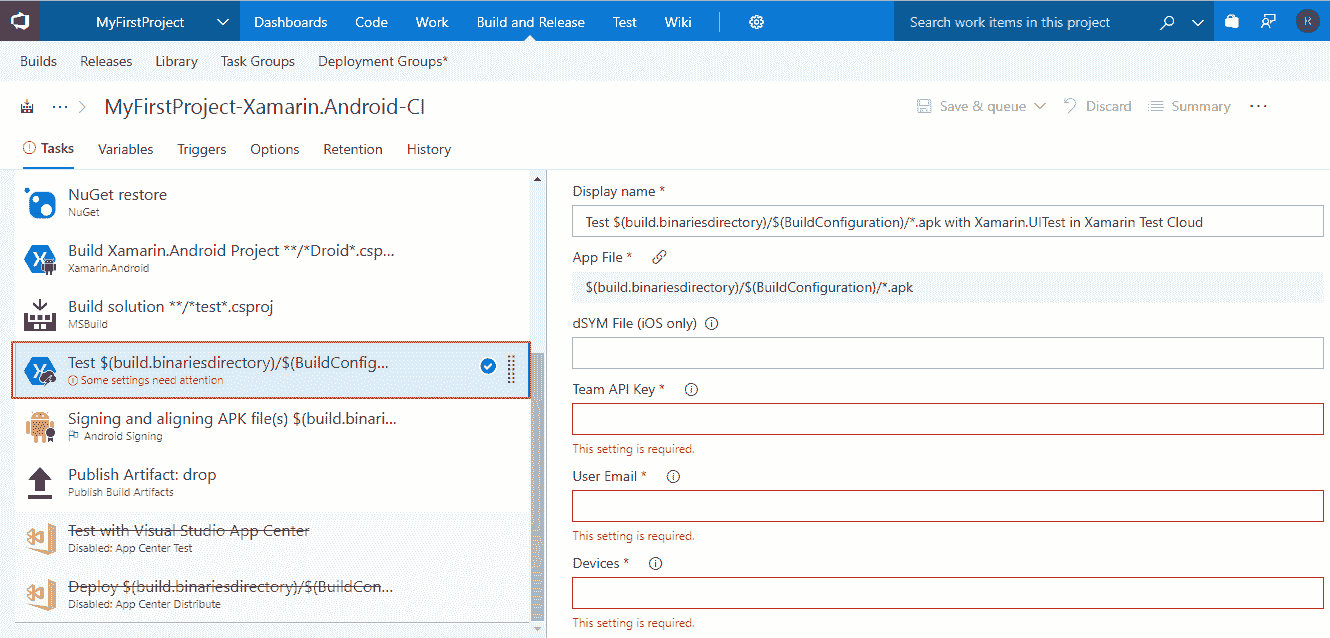 MyFirstProject Dashboards Code Work Build and Release Test Wiki Search work items in this project R
Builds Releases Library Task Groups Deployment Groups*
... > MyFirstProject-Xamarin.Android-CI Save & queue Discard Summary ...
Tasks Variables Triggers Options Retention History
NuGet restore
NuGet
Build Xamarin.Android Project **/*Droid*.csp...
Xamarin.Android
Build solution **/*test*.csproj
MSBuild
Test $(build.binariesdirectory)/$(BuildConfig...
Some settings need attention
Signing and aligning APK file(s) $(build.binari...
Android Signing
Publish Artifact: drop
Publish Build Artifacts
Test with Visual Studio App Center
Disabled: App Center Test
Deploy $(build.binariesdirectory)/$(BuildCon...
Disabled: App Center Distribute
Display name *
Test $(build.binariesdirectory)/$(BuildConfiguration)/*.apk with Xamarin.UITest in Xamarin Test Cloud
App File *
$(build.binariesdirectory)/$(BuildConfiguration)/*.apk
dSYM File (iOS only)
Team API Key *
This setting is required.
User Email *
This setting is required.
Devices *
This setting is required.